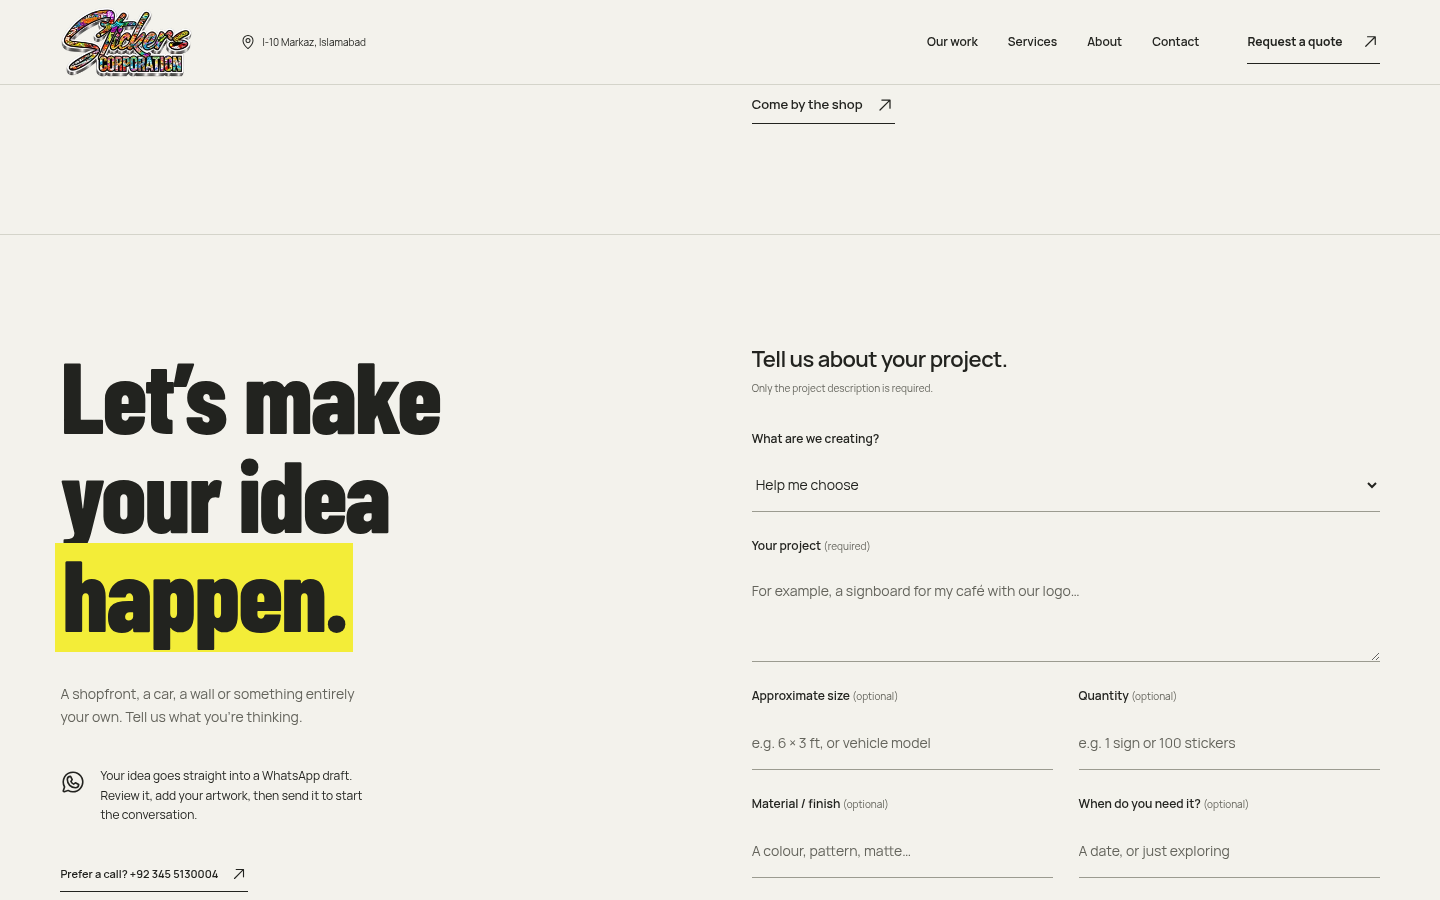 Stickers
CORPORATION
I-10 Markaz, Islamabad
Our work
Services
About
Contact
Request a quote
Come by the shop
Let’s make
your idea
happen.
A shopfront, a car, a wall or something entirely
your own. Tell us what you’re thinking.
Your idea goes straight into a WhatsApp draft.
Review it, add your artwork, then send it to start
the conversation.
Prefer a call? +92 345 5130004
Tell us about your project.
Only the project description is required.
What are we creating?
Help me choose
Your project (required)
For example, a signboard for my café with our logo…
Approximate size (optional)
Quantity (optional)
e.g. 6 × 3 ft, or vehicle model
e.g. 1 sign or 100 stickers
Material / finish (optional)
When do you need it? (optional)
A colour, pattern, matte…
A date, or just exploring